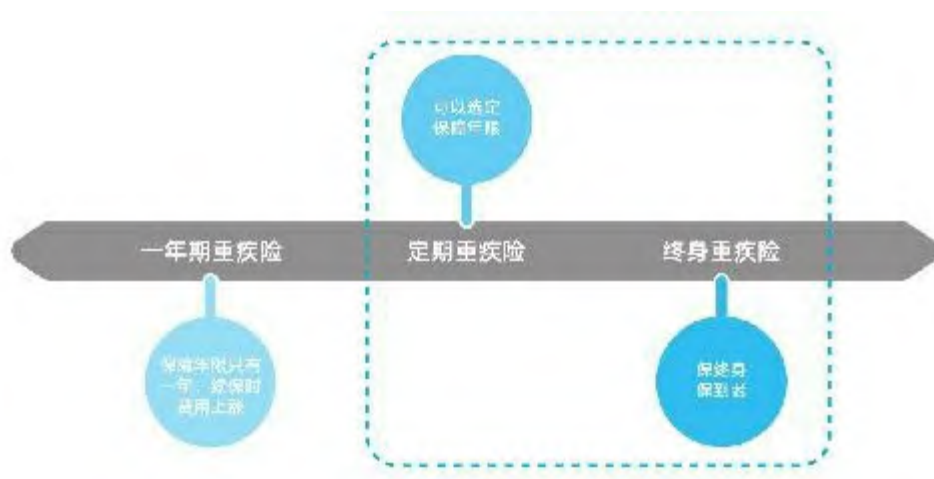 可以选定
保障年限
一年期重疾险
定期重疾险
终身重疾险
保障年限只有
一年，续保时
费用上涨
保终身
保到老